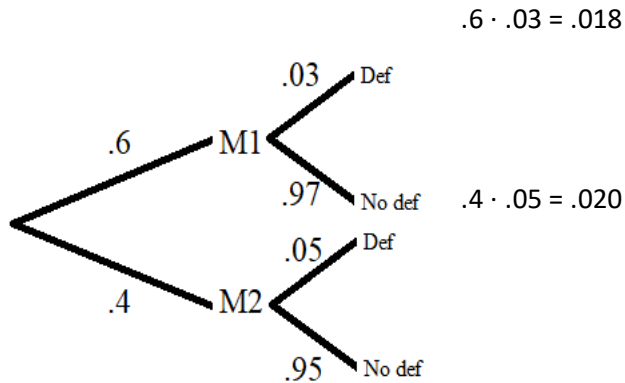 .6 · .03 = .018
.03 Def
.6 M1
.97 No def
.4 · .05 = .020
.05 Def
.4 M2
.95 No def